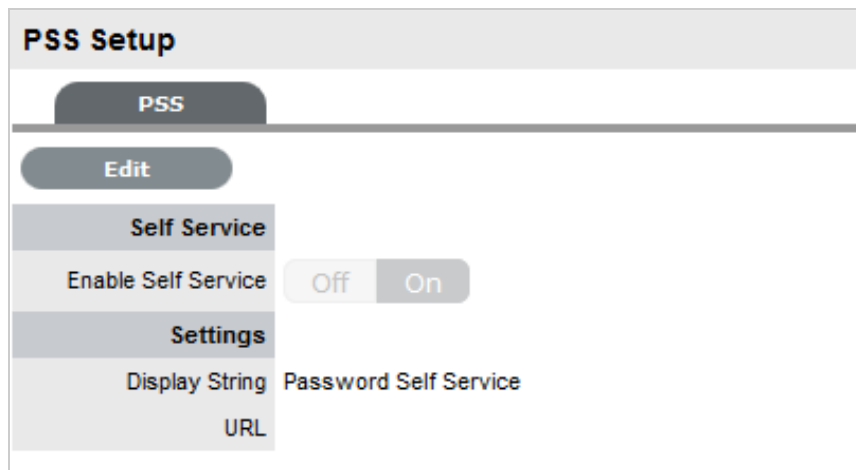 PSS Setup
PSS
Edit
Self Service
Enable Self Service Off On
Settings
Display String Password Self Service
URL